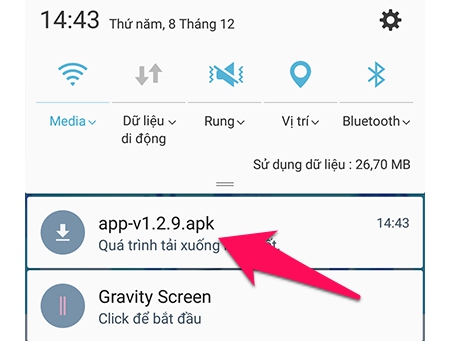 14:43 Thứ năm, 8 Tháng 12
Media Dữ liệu di động Rung Vị trí Bluetooth
Sử dụng dữ liệu : 26,70 MB
app-v1.2.9.apk 14:43
Quá trình tải xuống
Gravity Screen
Click để bắt đầu